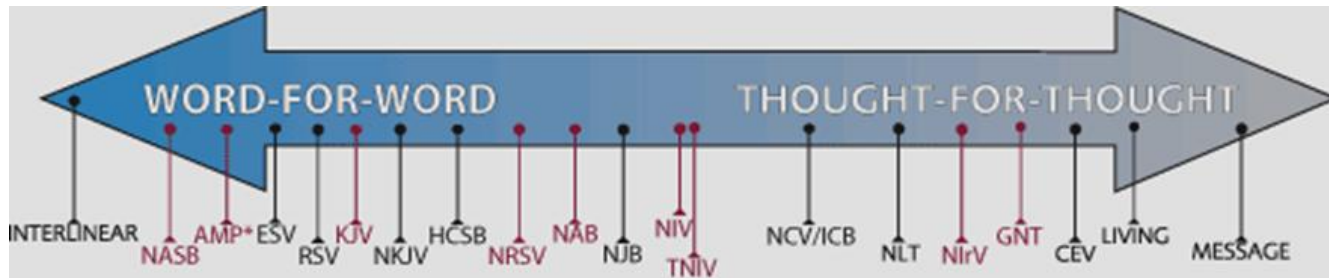 WORD-FOR-WORD THOUGHT-FOR-THOUGHT
INTERLINEAR
NASB
AMP*
ESV
RSV
KJV
NKJV
HCSB
NRSV
NAB
NJB
NIV
TNIV
NCV/ICB
NLT
NIrV
GNT
CEV
LIVING
MESSAGE